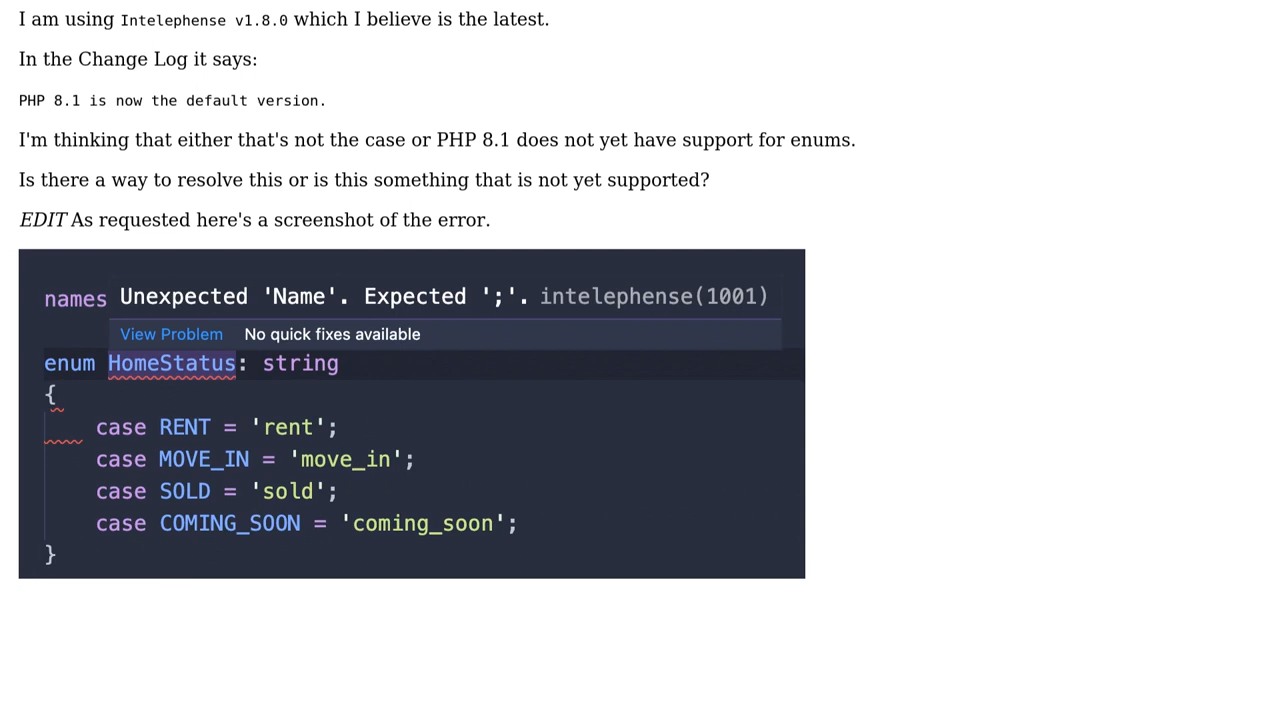 I am using Intelephense v1.8.0 which I believe is the latest.
In the Change Log it says:
PHP 8.1 is now the default version.
I'm thinking that either that's not the case or PHP 8.1 does not yet have support for enums.
Is there a way to resolve this or is this something that is not yet supported?
EDIT As requested here's a screenshot of the error.
names Unexpected 'Name'. Expected ';'. intelephense(1001)
View Problem No quick fixes available
enum HomeStatus: string
{
case RENT = 'rent';
case MOVE_IN = 'move_in';
case SOLD = 'sold';
case COMING_SOON = 'coming_soon';
}